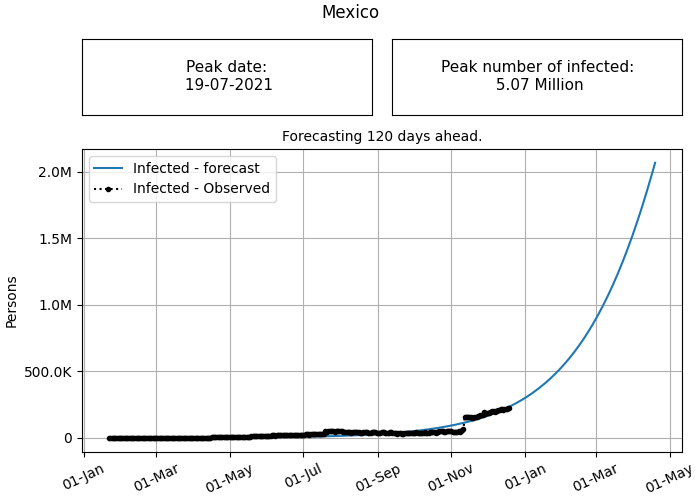 Mexico
Peak date:
19-07-2021
Peak number of infected:
5.07 Million
Forecasting 120 days ahead.
Infected - forecast
Infected - Observed
Persons
2.0M
1.5M
1.0M
500.0K
0
01-Jan
01-Mar
01-May
01-Jul
01-Sep
01-Nov
01-Jan
01-Mar
01-May